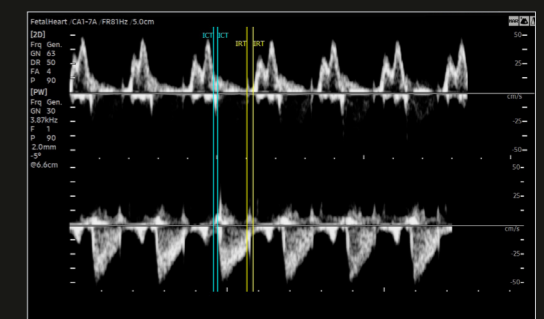 FetalHeart /CA1-7A /FR81Hz /5.0cm
[2D]
Frq Gen.
GN 63
DR 50
FA 4
P 90
[PW]
Frq Gen.
GN 30
3.87kHz
F 1
P 90
2.0mm
-5°
@6.6cm
ICT ICT
IRT IRT
50-
25-
cm/s
-25-
-50-
50-
25-
cm/s
-25-
-50-